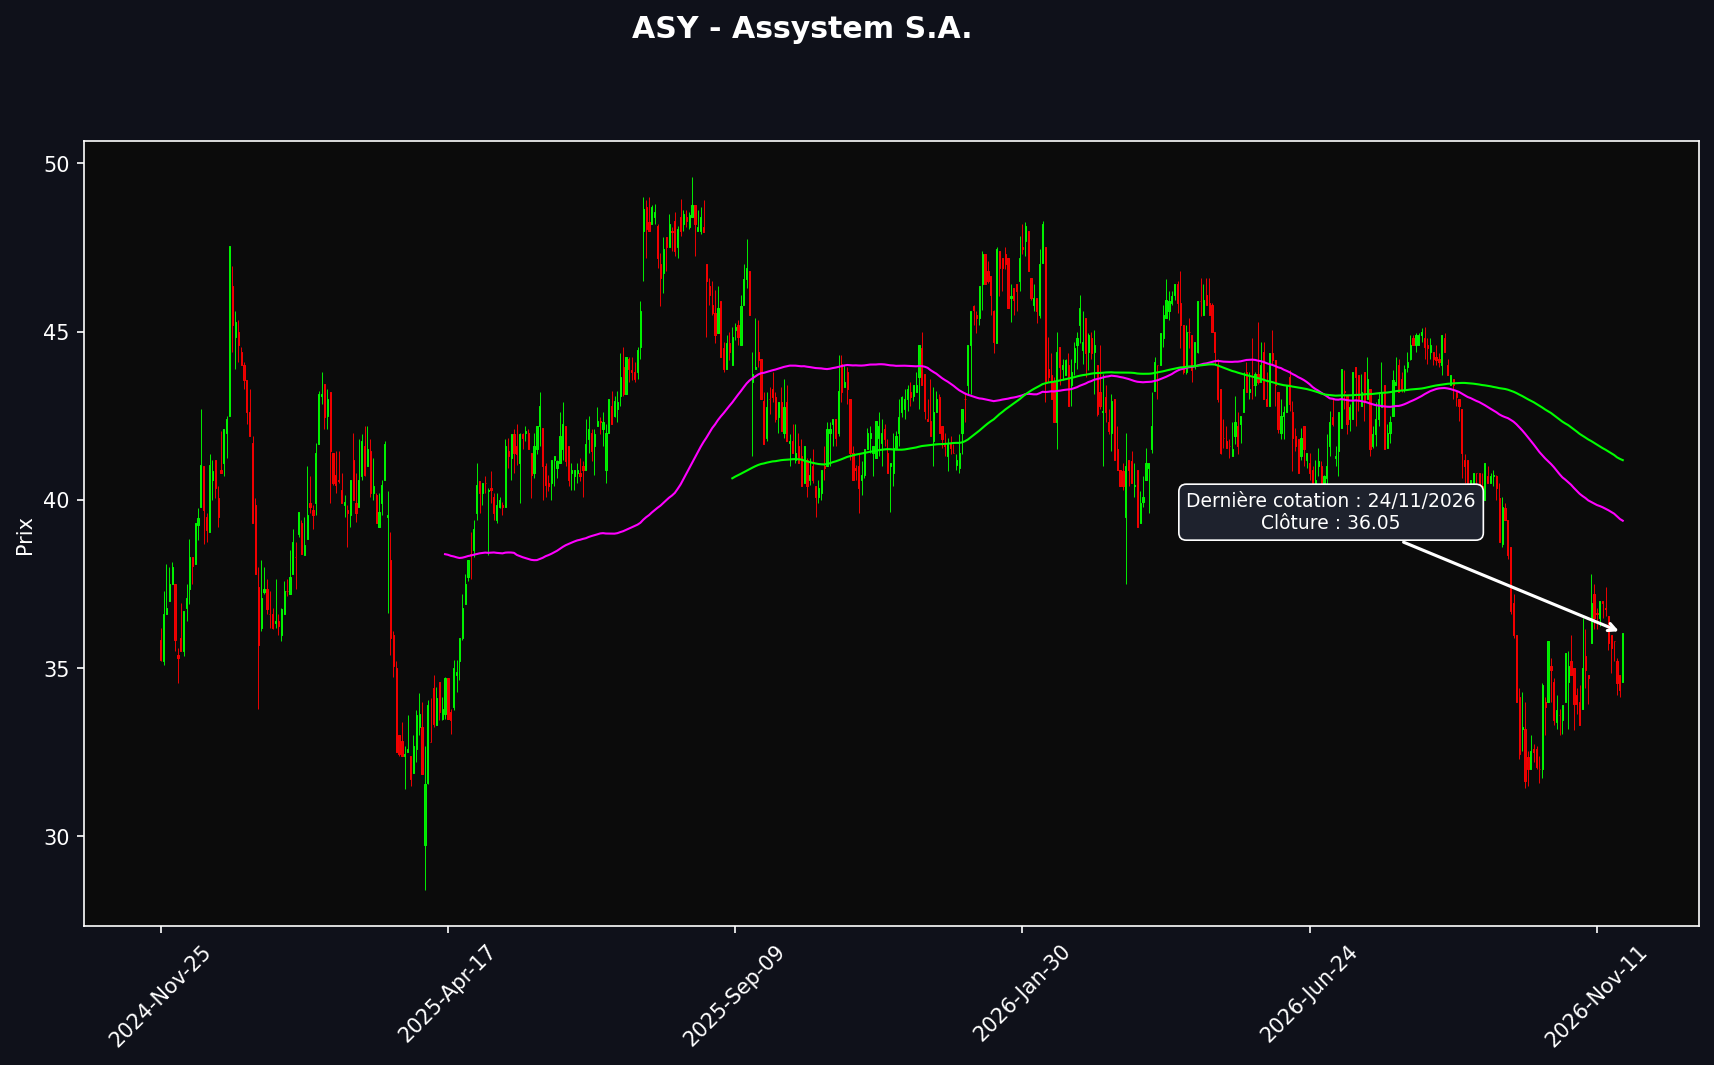 ASY - Assystem S.A.
Prix
50
45
40
35
30
Dernière cotation : 24/11/2026
Clôture : 36.05
2024-Nov-25
2025-Apr-17
2025-Sep-09
2026-Jan-30
2026-Jun-24
2026-Nov-11